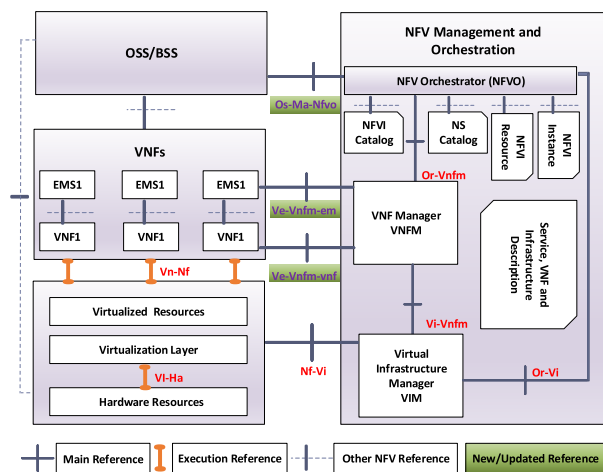 OSS/BSS
NFV Management and
Orchestration
NFV Orchestrator (NFVO)
Os-Ma-Nfvo
NFVI
Catalog
NS
Catalog
NFVI
Resource
NFVI
Instance
VNFs
EMS1
EMS1
EMS1
VNF1
VNF1
VNF1
Or-Vnfm
Ve-Vnfm-em
VNF Manager
VNFM
Ve-Vnfm-vnf
Service, VNF and
Infrastructure
Description
Vn-Nf
Virtualized Resources
Virtualization Layer
Vl-Ha
Hardware Resources
Vi-Vnfm
Nf-Vi
Virtual
Infrastructure
Manager
VIM
Or-Vi
Main Reference
Execution Reference
Other NFV Reference
New/Updated Reference